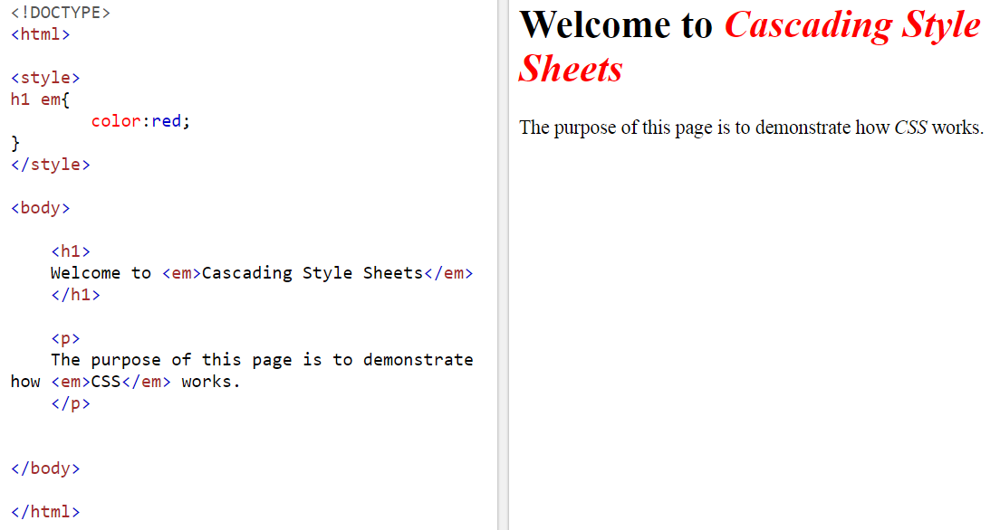 <!DOCTYPE>
<html>
<style>
h1 em{
color:red;
}
</style>
<body>
<h1>
Welcome to <em>Cascading Style Sheets</em>
</h1>
<p>
The purpose of this page is to demonstrate
how <em>CSS</em> works.
</p>
</body>
</html>
Welcome to Cascading Style
Sheets
The purpose of this page is to demonstrate how CSS works.